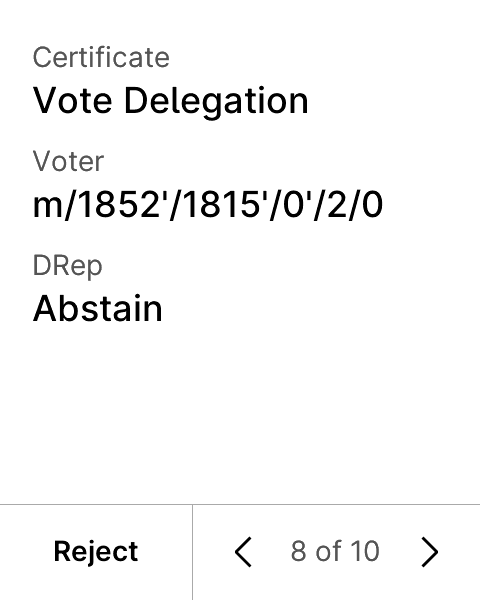 Certificate
Vote Delegation
Voter
m/1852'/1815'/0'/2/0
DRep
Abstain
Reject
8 of 10